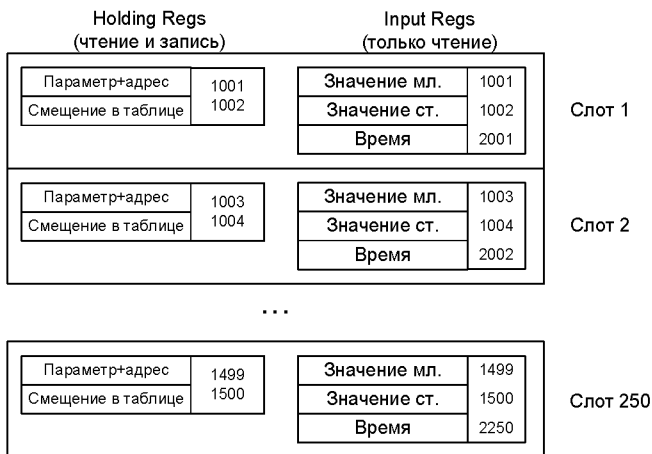 Holding Regs
(чтение и запись)
Input Regs
(только чтение)
Параметр+адрес 1001
Смещение в таблице 1002
Значение мл. 1001
Значение ст. 1002
Время 2001
Слот 1
Параметр+адрес 1003
Смещение в таблице 1004
Значение мл. 1003
Значение ст. 1004
Время 2002
Слот 2
...
Параметр+адрес 1499
Смещение в таблице 1500
Значение мл. 1499
Значение ст. 1500
Время 2250
Слот 250